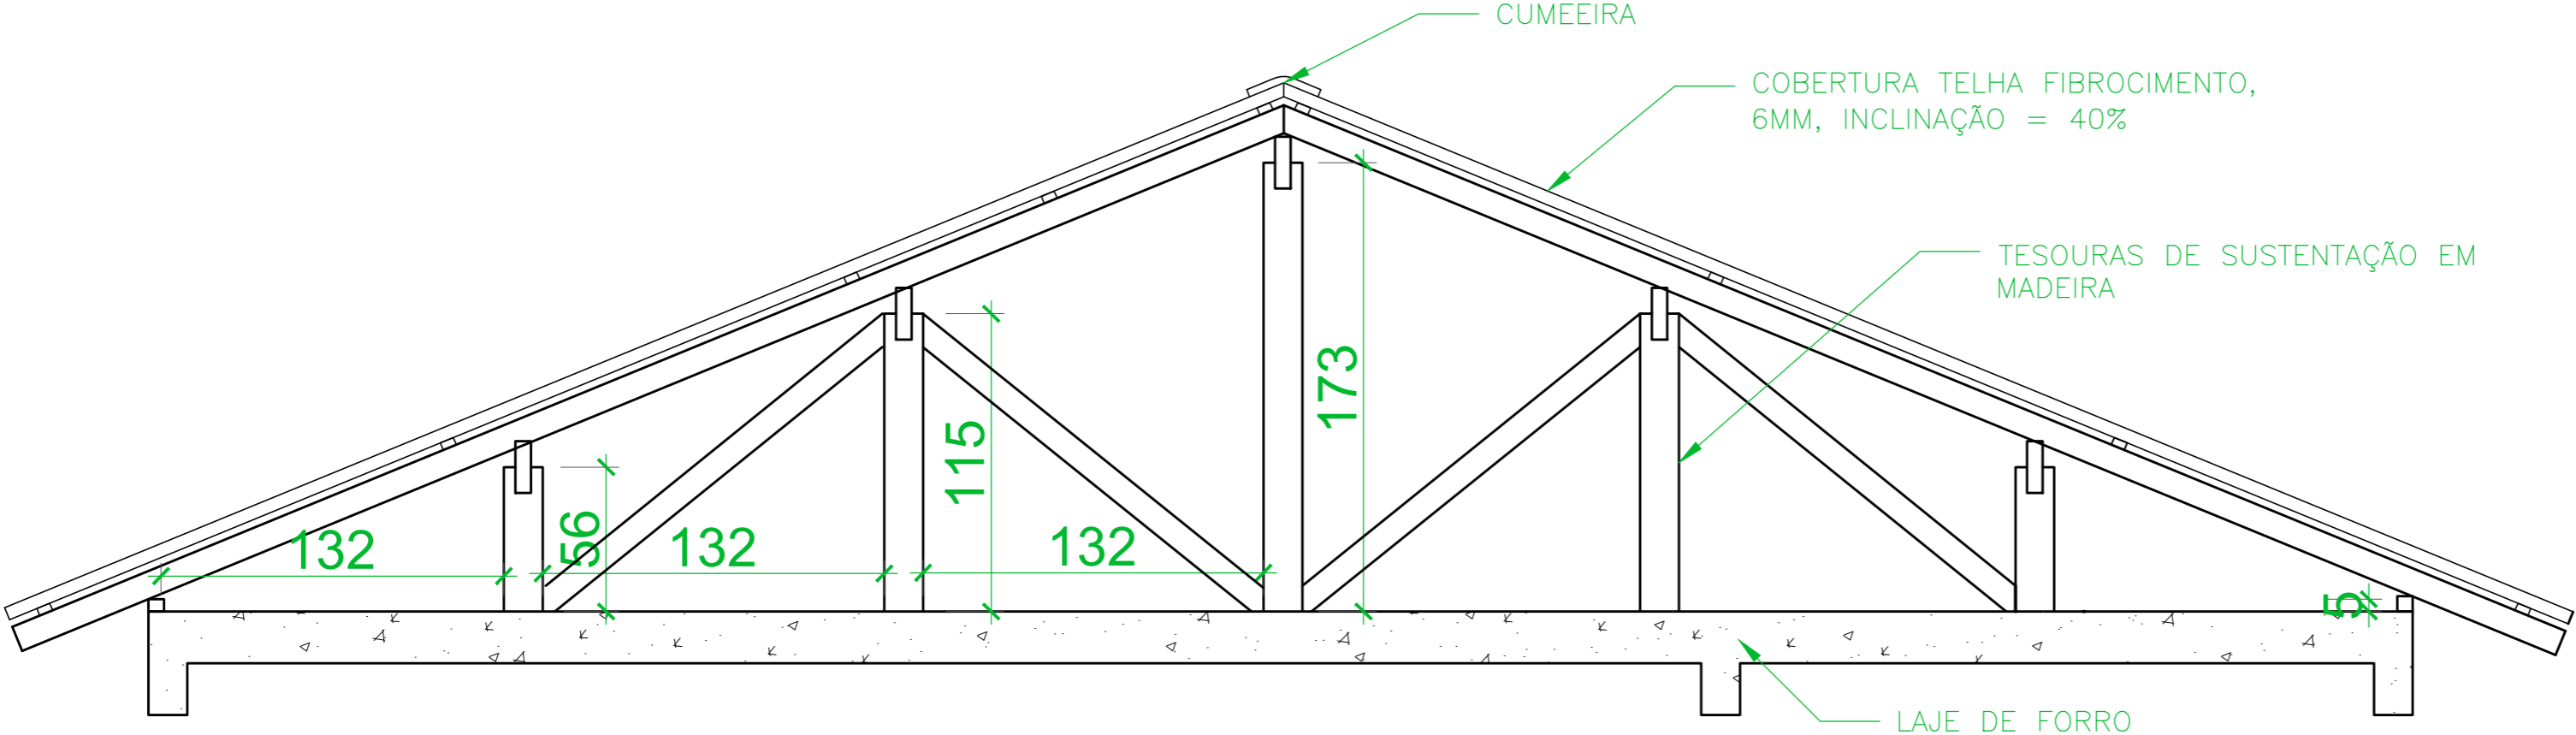 CUMEEIRA
COBERTURA TELHA FIBROCIMENTO,
6MM, INCLINAÇÃO = 40%
TESOURAS DE SUSTENTAÇÃO EM
MADEIRA
173
115
56
132
132
132
5
LAJE DE FORRO